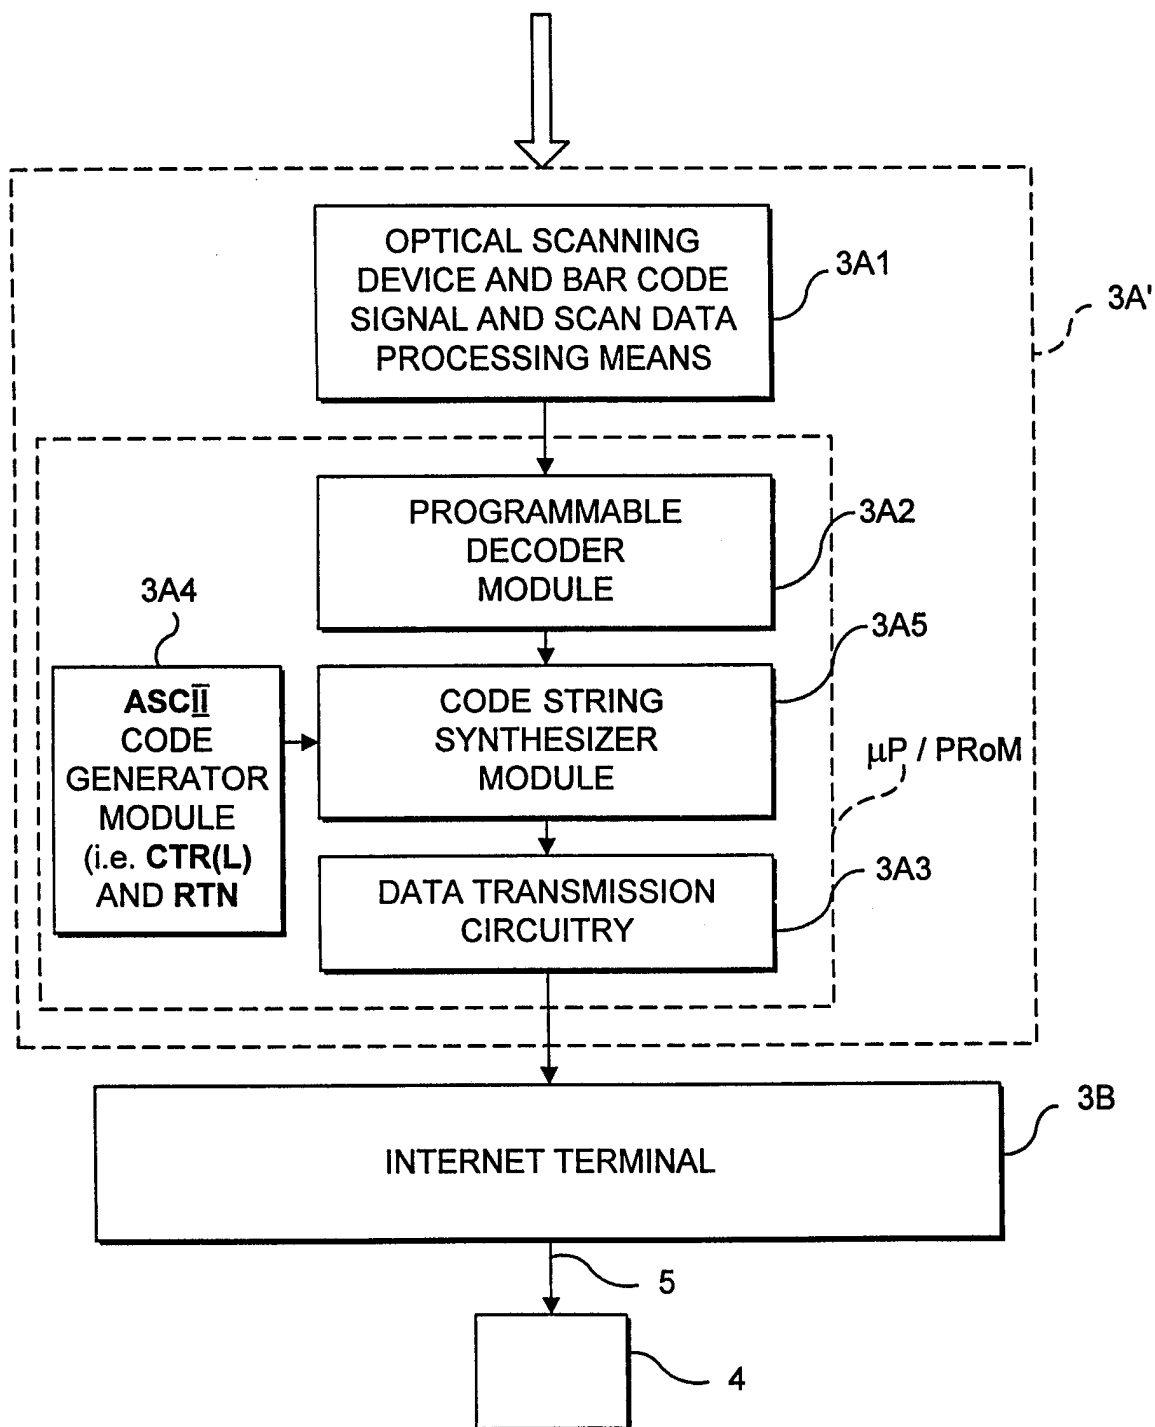 OPTICAL SCANNING
DEVICE AND BAR CODE
SIGNAL AND SCAN DATA
PROCESSING MEANS
3A1
3A'
PROGRAMMABLE
DECODER
MODULE
3A2
3A4
3A5
ASCII
CODE
GENERATOR
MODULE
(i.e. CTR(L)
AND RTN
CODE STRING
SYNTHESIZER
MODULE
μP / PRoM
DATA TRANSMISSION
CIRCUITRY
3A3
INTERNET TERMINAL
3B
5
4